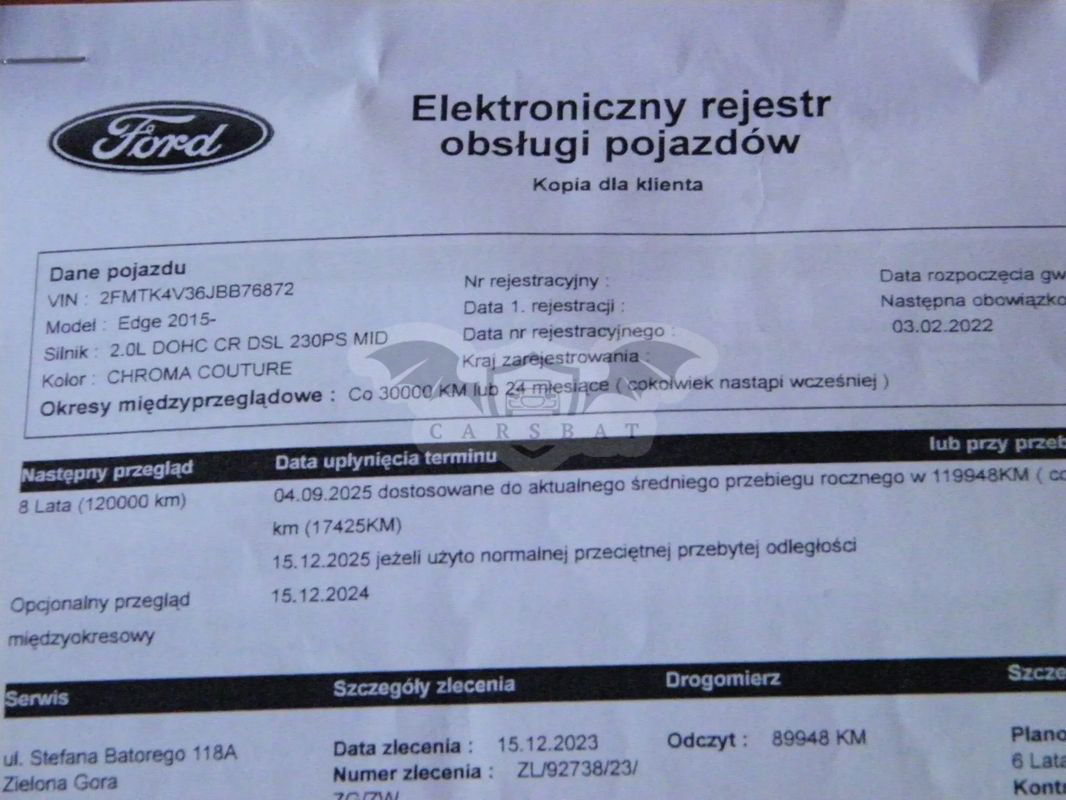 Ford
Elektroniczny rejestr
obsługi pojazdów
Kopia dla klienta
Dane pojazdu
VIN : 2FMTK4V36JBB76872
Model : Edge 2015-
Silnik : 2.0L DOHC CR DSL 230PS MID
Kolor : CHROMA COUTURE
Okresy międzyprzeglądowe : Co 30000 KM lub 24 miesiące ( cokolwiek nastąpi wcześniej )
Nr rejestracyjny :
Data 1. rejestracji :
Data nr rejestracyjnego :
Kraj zarejestrowania :
Data rozpoczęcia gw
Następna obowiązko
03.02.2022
CARSBAT
Następny przegląd Data upłynięcia terminu lub przy przeb
8 Lata (120000 km) 04.09.2025 dostosowane do aktualnego średniego przebiegu rocznego w 119948KM ( co
km (17425KM)
15.12.2025 jeżeli użyto normalnej przeciętnej przebytej odległości
Opcjonalny przegląd 15.12.2024
międzyokresowy
Serwis Szczegóły zlecenia Drogomierz Szcze
ul. Stefana Batorego 118A
Zielona Gora
Data zlecenia : 15.12.2023
Numer zlecenia : ZL/92738/23/
ZG/ZW
Odczyt : 89948 KM
Plano
6 Lata
Kont